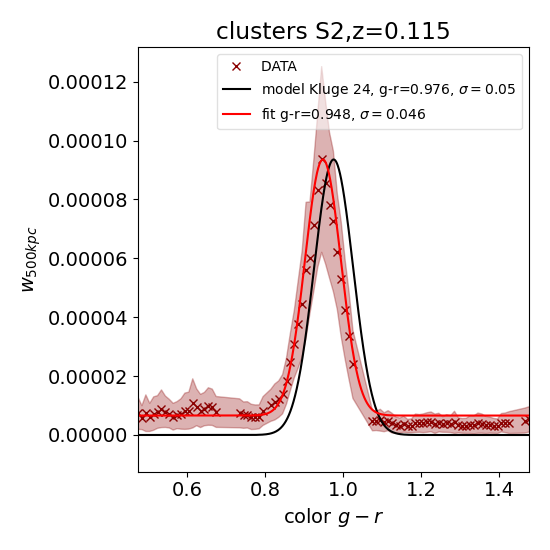 clusters S2,z=0.115
DATA
model Kluge 24, g-r=0.976, σ = 0.05
fit g-r=0.948, σ = 0.046
0.00012
0.00010
0.00008
0.00006
0.00004
0.00002
0.00000
w500kpc
0.6 0.8 1.0 1.2 1.4
color g − r